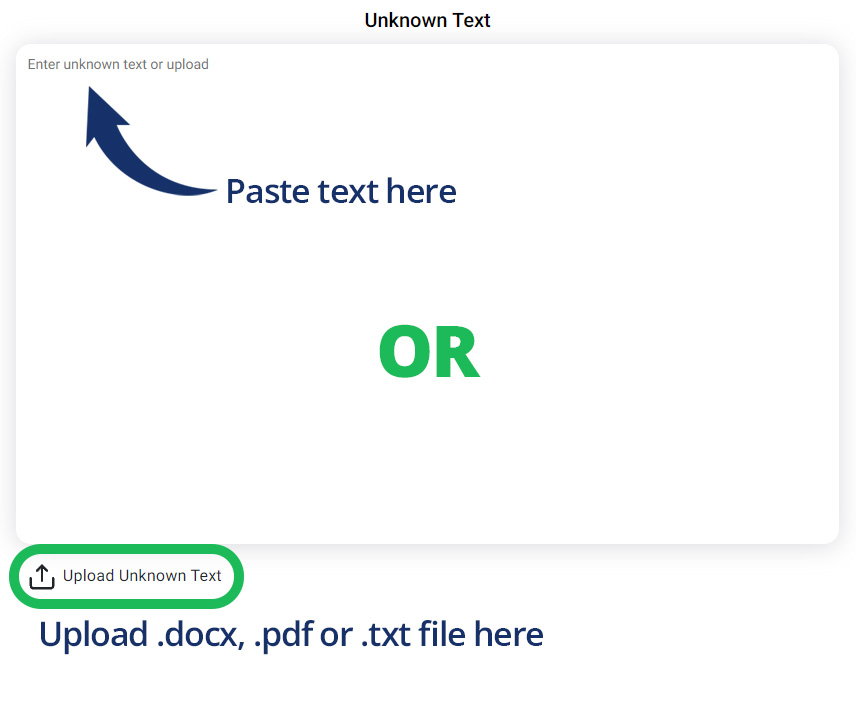 Unknown Text
Enter unknown text or upload
Paste text here
OR
Upload Unknown Text
Upload .docx, .pdf or .txt file here